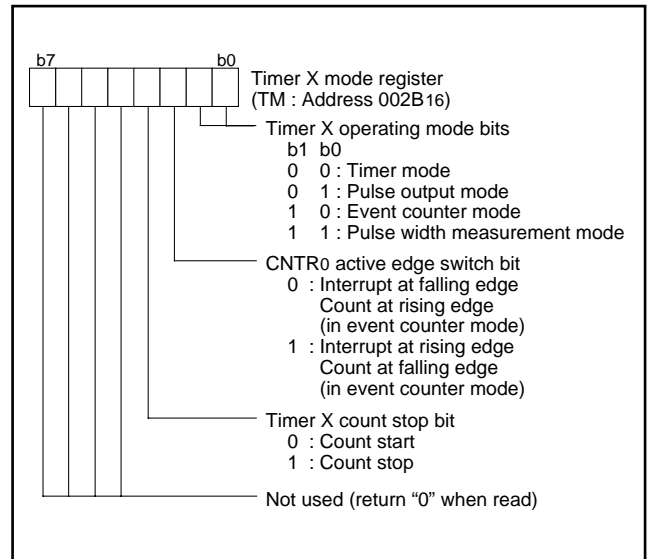 b7 b0
Timer X mode register
(TM : Address 002B16)
Timer X operating mode bits
b1 b0
0 0 : Timer mode
0 1 : Pulse output mode
1 0 : Event counter mode
1 1 : Pulse width measurement mode
CNTR0 active edge switch bit
0 : Interrupt at falling edge
Count at rising edge
(in event counter mode)
1 : Interrupt at rising edge
Count at falling edge
(in event counter mode)
Timer X count stop bit
0 : Count start
1 : Count stop
Not used (return “0” when read)